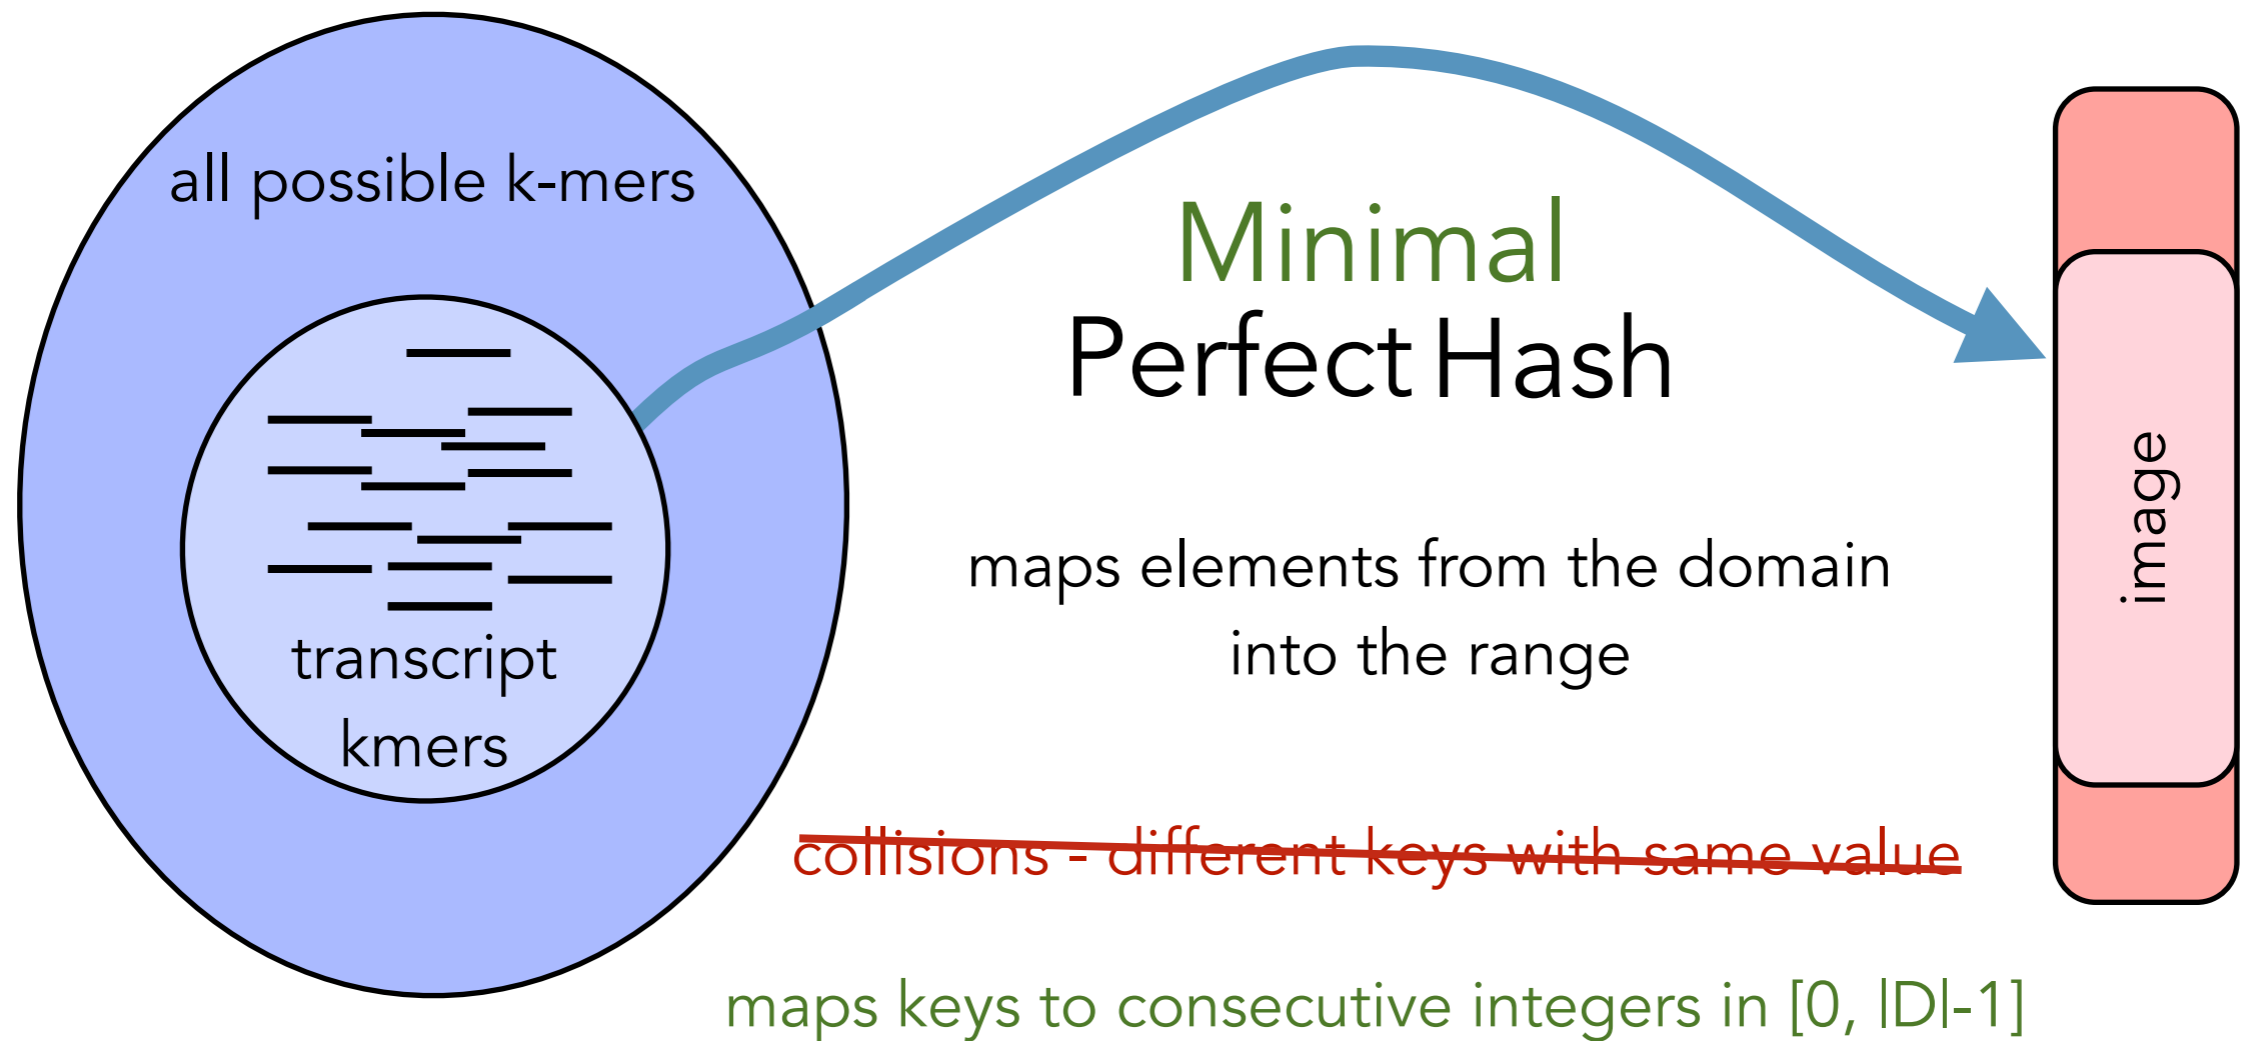 all possible k-mers
transcript
kmers
Minimal
Perfect Hash
maps elements from the domain
into the range
collisions - different keys with same value
maps keys to consecutive integers in [0, |D|-1]
image